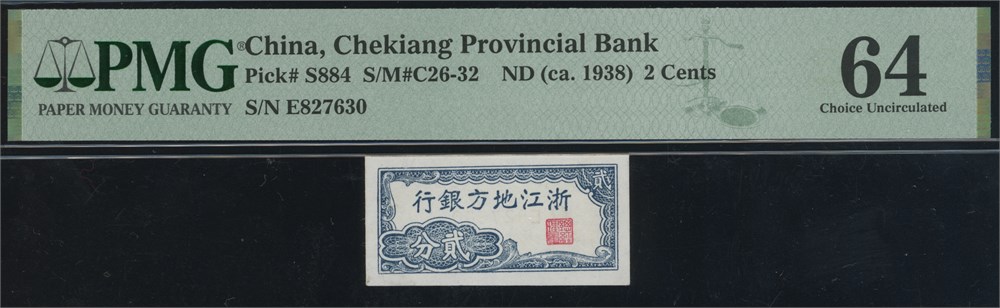 PMG®
PAPER MONEY GUARANTY
China, Chekiang Provincial Bank
Pick# S884 S/M#C26-32 ND (ca. 1938) 2 Cents
S/N E827630
64
Choice Uncirculated
貳
浙江地方銀行
貳分